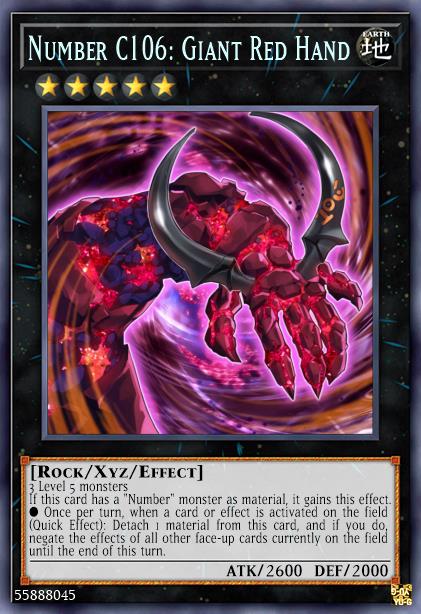 Number C106: Giant Red Hand
EARTH
地
106
[Rock/Xyz/Effect]
3 Level 5 monsters
If this card has a "Number" monster as material, it gains this effect.
● Once per turn, when a card or effect is activated on the field
(Quick Effect): Detach 1 material from this card, and if you do,
negate the effects of all other face-up cards currently on the field
until the end of this turn.
ATK/2600 DEF/2000
55888045